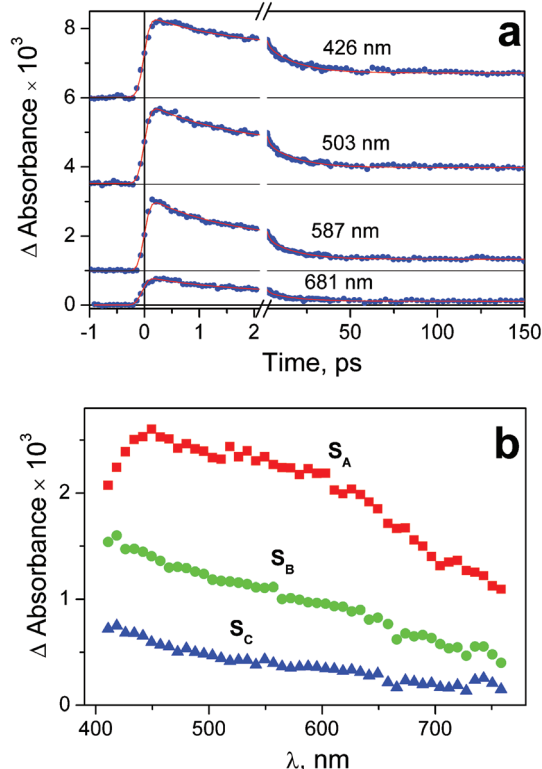 a
8
6
4
2
0
Δ Absorbance × 10³
426 nm
503 nm
587 nm
681 nm
-1 0 1 2 50 100 150
Time, ps
b
2
1
0
Δ Absorbance × 10³
S_A
S_B
S_C
400 500 600 700
λ, nm